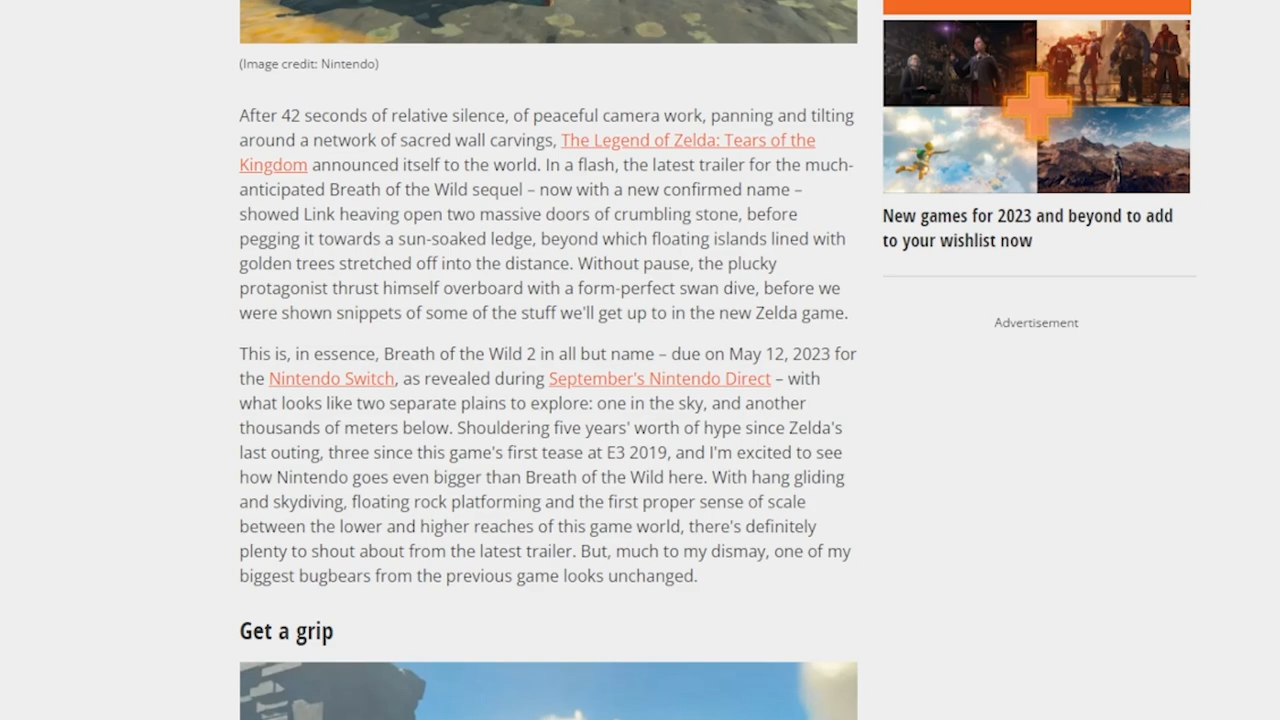 (Image credit: Nintendo)
After 42 seconds of relative silence, of peaceful camera work, panning and tilting
around a network of sacred wall carvings, The Legend of Zelda: Tears of the
Kingdom announced itself to the world. In a flash, the latest trailer for the much-
anticipated Breath of the Wild sequel – now with a new confirmed name –
showed Link heaving open two massive doors of crumbling stone, before
pegging it towards a sun-soaked ledge, beyond which floating islands lined with
golden trees stretched off into the distance. Without pause, the plucky
protagonist thrust himself overboard with a form-perfect swan dive, before we
were shown snippets of some of the stuff we'll get up to in the new Zelda game.
This is, in essence, Breath of the Wild 2 in all but name – due on May 12, 2023 for
the Nintendo Switch, as revealed during September's Nintendo Direct – with
what looks like two separate plains to explore: one in the sky, and another
thousands of meters below. Shouldering five years' worth of hype since Zelda's
last outing, three since this game's first tease at E3 2019, and I'm excited to see
how Nintendo goes even bigger than Breath of the Wild here. With hang gliding
and skydiving, floating rock platforming and the first proper sense of scale
between the lower and higher reaches of this game world, there's definitely
plenty to shout about from the latest trailer. But, much to my dismay, one of my
biggest bugbears from the previous game looks unchanged.
Get a grip
New games for 2023 and beyond to add
to your wishlist now
Advertisement